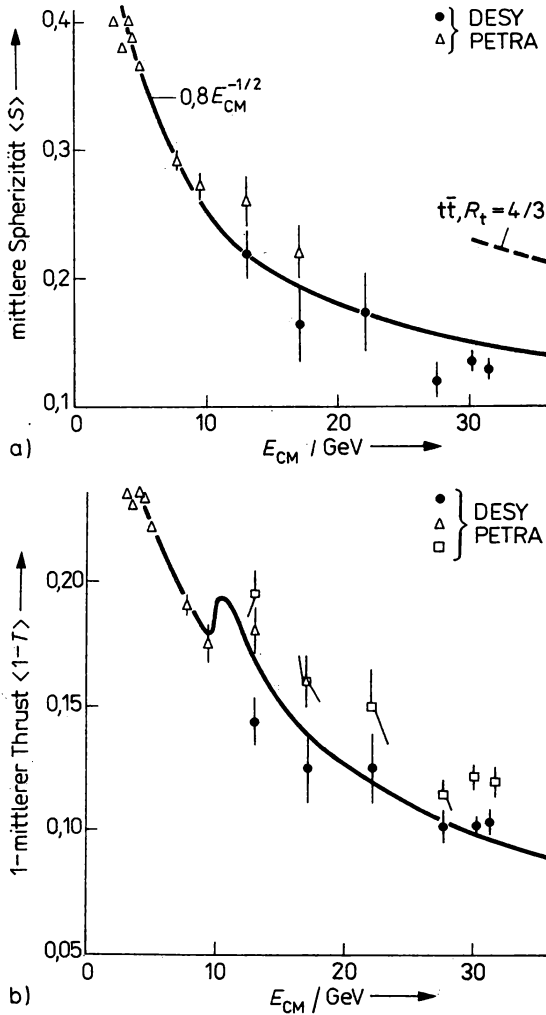 0,4
0,3
0,2
0,1
mittlere Spherizität ⟨S⟩
● DESY
△ PETRA
0,8 E_CM^-1/2
tt̄, R_t = 4/3
0 10 20 30
E_CM / GeV
a)
0,20
0,15
0,10
0,05
1–mittlerer Thrust ⟨1–T⟩
DESY
PETRA
0 10 20 30
E_CM / GeV
b)